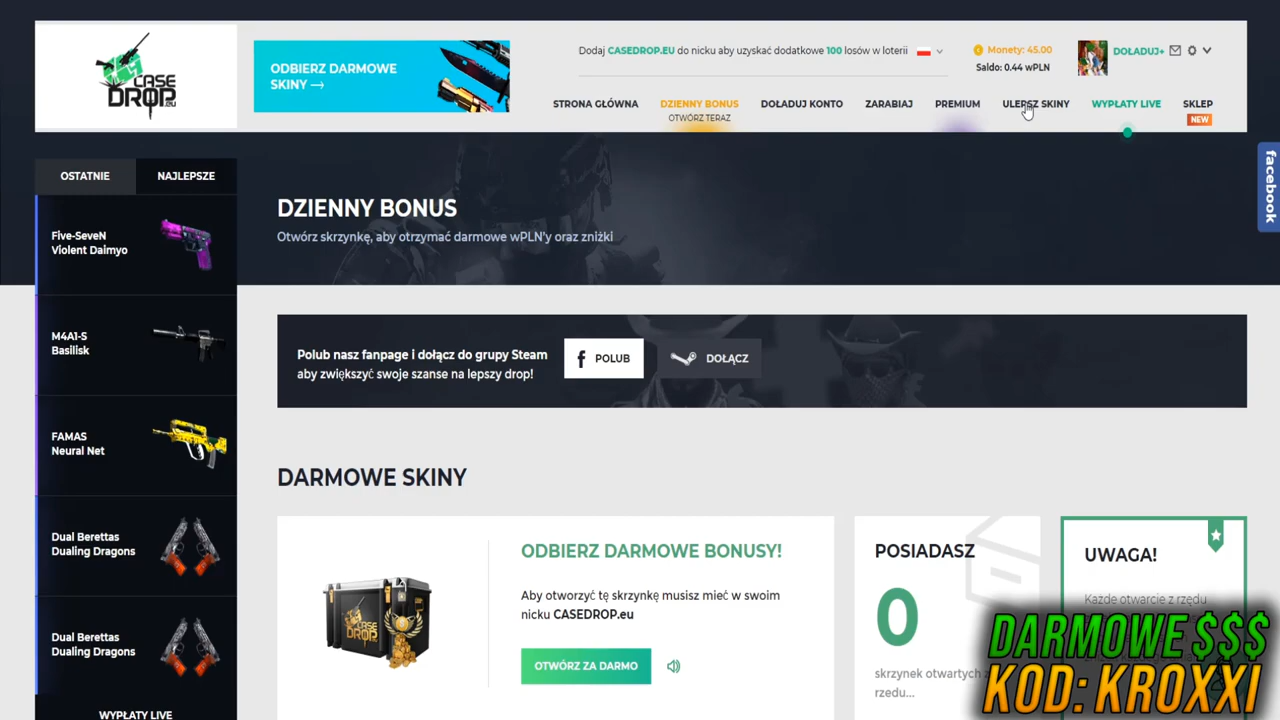 CASE
DROP.EU
ODBIERZ DARMOWE
SKINY →
Dodaj CASEDROP.EU do nicku aby uzyskać dodatkowe 100 losów w loterii
Monety: 45.00
Saldo: 0.44 wPLN
DOŁADUJ+
STRONA GŁÓWNA
DZIENNY BONUS
OTWÓRZ TERAZ
DOŁADUJ KONTO
ZARABIAJ
PREMIUM
ULEPSZ SKINY
WYPŁATY LIVE
SKLEP
NEW
facebook
OSTATNIE
NAJLEPSZE
Five-SeveN
Violent Daimyo
M4A1-S
Basilisk
FAMAS
Neural Net
Dual Berettas
Dualing Dragons
Dual Berettas
Dualing Dragons
WYPŁATY LIVE
DZIENNY BONUS
Otwórz skrzynkę, aby otrzymać darmowe wPLN'y oraz zniżki
Polub nasz fanpage i dołącz do grupy Steam
aby zwiększyć swoje szanse na lepszy drop!
POLUB
DOŁĄCZ
DARMOWE SKINY
CASE
DROP
ODBIERZ DARMOWE BONUSY!
Aby otworzyć tę skrzynkę musisz mieć w swoim
nicku CASEDROP.eu
OTWÓRZ ZA DARMO
POSIADASZ
0
skrzynek otwartych z
rzędu...
UWAGA!
Każde otwarcie z rzędu
DARMOWE $$$
KOD: KROXXI